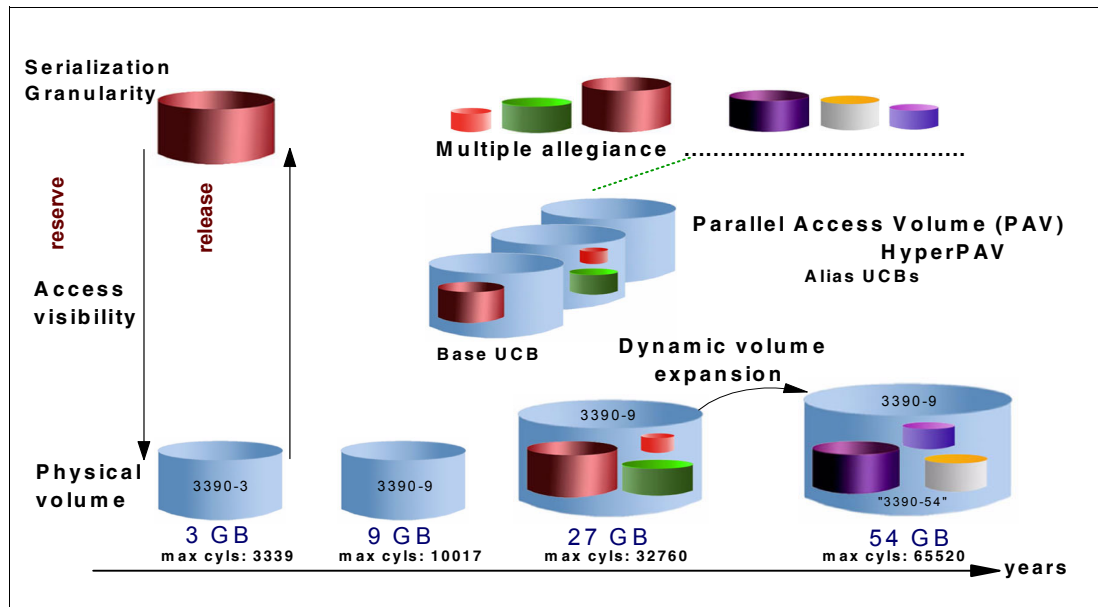 Serialization
Granularity
reserve
release
Multiple allegiance
Parallel Access Volume (PAV)
HyperPAV
Alias UCBs
Access
visibility
Base UCB
Dynamic volume
expansion
Physical
volume
3390-3
3390-9
3390-9
3390-9
"3390-54"
3 GB
max cyls: 3339
9 GB
max cyls: 10017
27 GB
max cyls: 32760
54 GB
max cyls: 65520
years